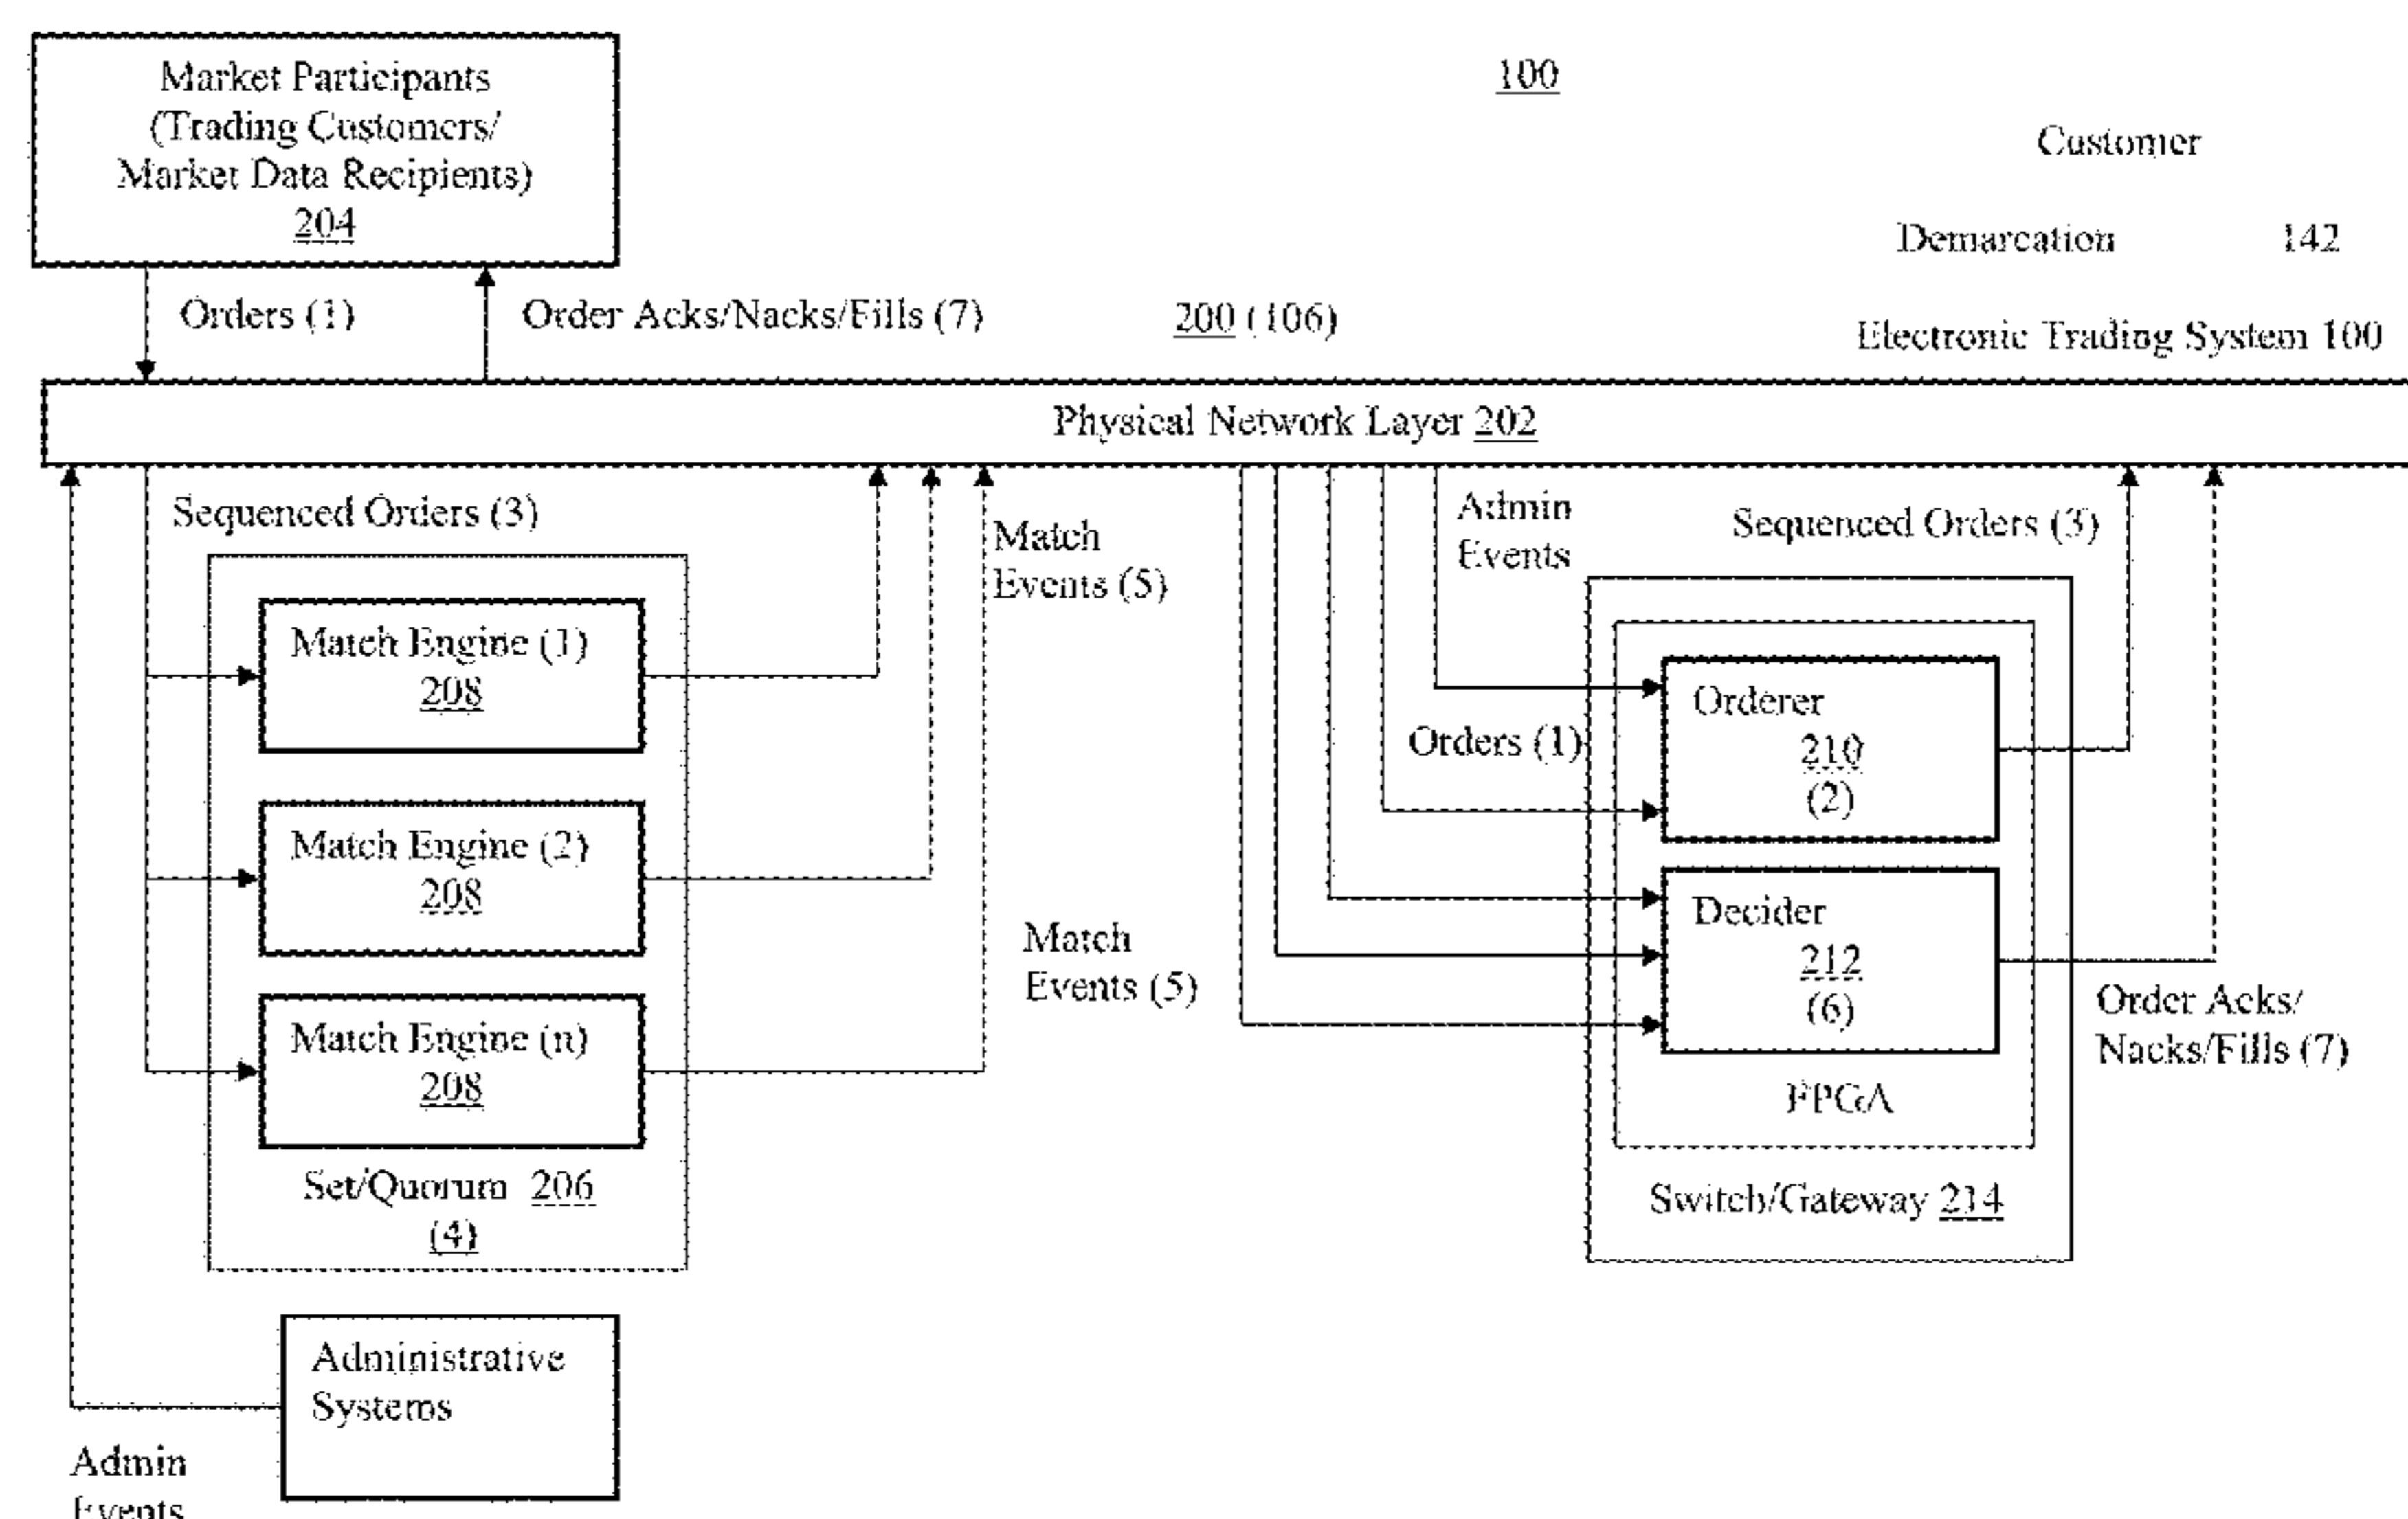 Market Participants
(Trading Customers/
Market Data Recipients)
204
100
Customer
Demarcation 142
Orders (1)
Order Acks/Nacks/Fills (7)
200 (106)
Electronic Trading System 100
Physical Network Layer 202
Sequenced Orders (3)
Match
Events (5)
Admin
Events
Sequenced Orders (3)
Match Engine (1)
208
Match Engine (2)
208
Match Engine (n)
208
Set/Quorum 206
(4)
Match
Events (5)
Orders (1)
Orderer
210
(2)
Decider
212
(6)
FPGA
Switch/Gateway 214
Order Acks/
Nacks/Fills (7)
Administrative
Systems
Admin
Events